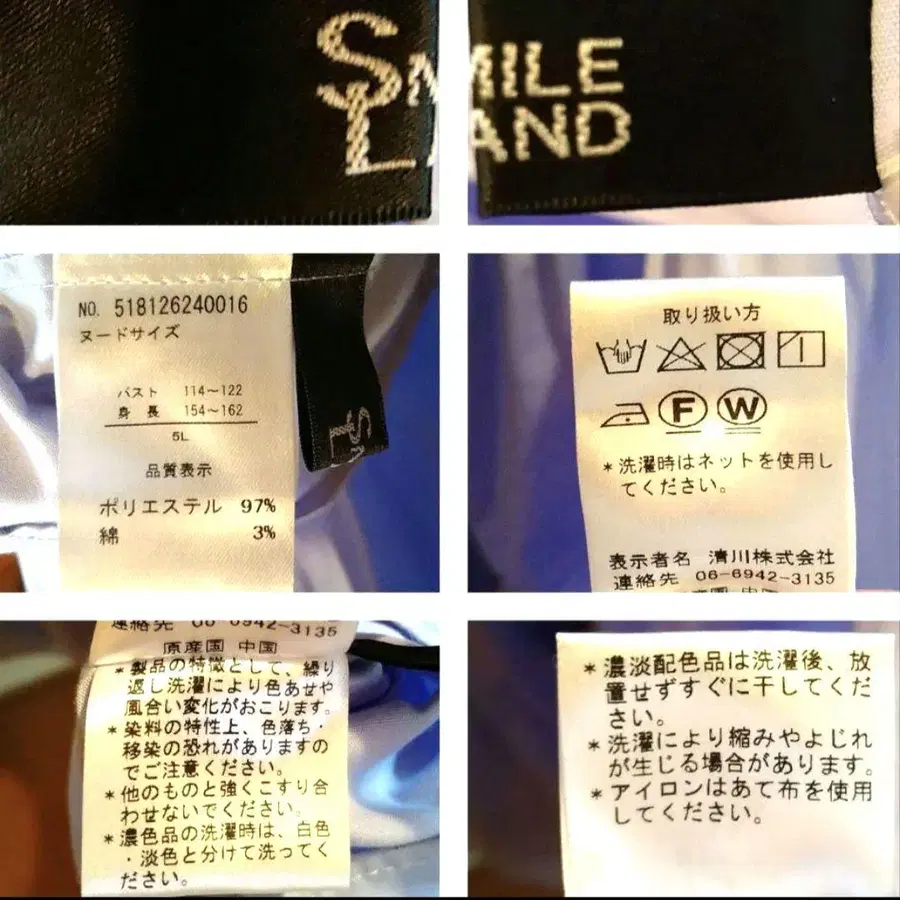 SMILE
LAND
NO. 518126240016
ヌードサイズ
バスト 114～122
身長 154～162
5L
品質表示
ポリエステル 97%
綿 3%
取り扱い方
F W
*洗濯時はネットを使用し
てください。
表示者名 清川株式会社
連絡先 06-6942-3135
連絡先 06-6942-3135
原産国 中国
*製品の特徴として、繰り
返し洗濯により色あせや
風合い変化がおこります。
*染料の特性上、色落ち・
移染の恐れがありますの
でご注意ください。
*他のものと強くこすり合
わせないでください。
*濃色品の洗濯時は、白色
・淡色と分けて洗ってく
ださい。
*濃淡配色品は洗濯後、放
置せずすぐに干してくだ
さい。
*洗濯により縮みやよじれ
が生じる場合があります。
*アイロンはあて布を使用
してください。